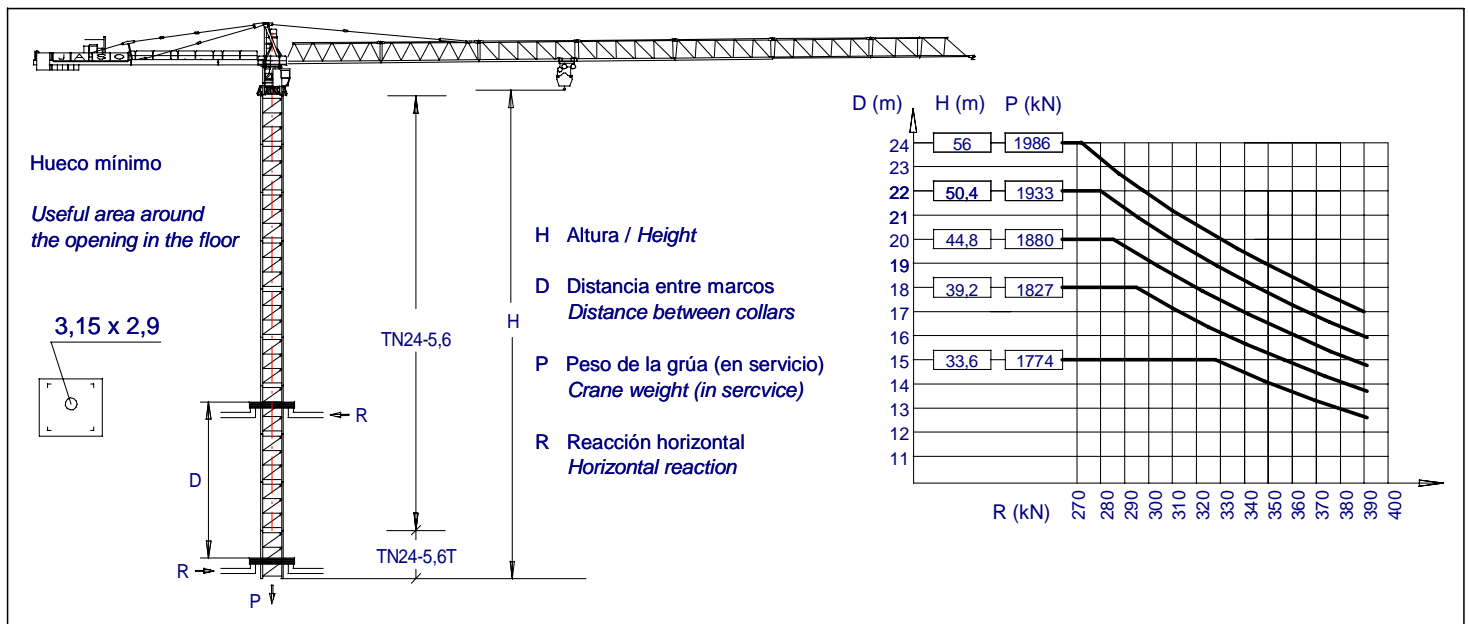 JASO
Hueco mínimo
Useful area around
the opening in the floor
3,15 x 2,9
TN24-5,6
TN24-5,6T
H
D
R
R
P
H Altura / Height
D Distancia entre marcos
Distance between collars
P Peso de la grúa (en servicio)
Crane weight (in sercvice)
R Reacción horizontal
Horizontal reaction
D (m) H (m) P (kN)
24 56 1986
23
22 50,4 1933
21
20 44,8 1880
19
18 39,2 1827
17
16
15 33,6 1774
14
13
12
11
R (kN) 270 280 290 300 310 320 330 340 350 360 370 380 390 400